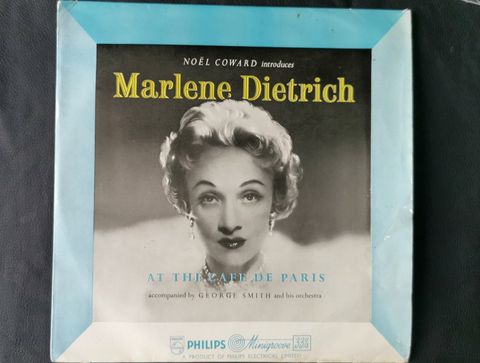 NOËL COWARD introduces
Marlene Dietrich
AT THE CAFE DE PARIS
accompanied by GEORGE SMITH and his orchestra
PHILIPS Minigroove 33⅓
A PRODUCT OF PHILIPS ELECTRICAL LIMITED